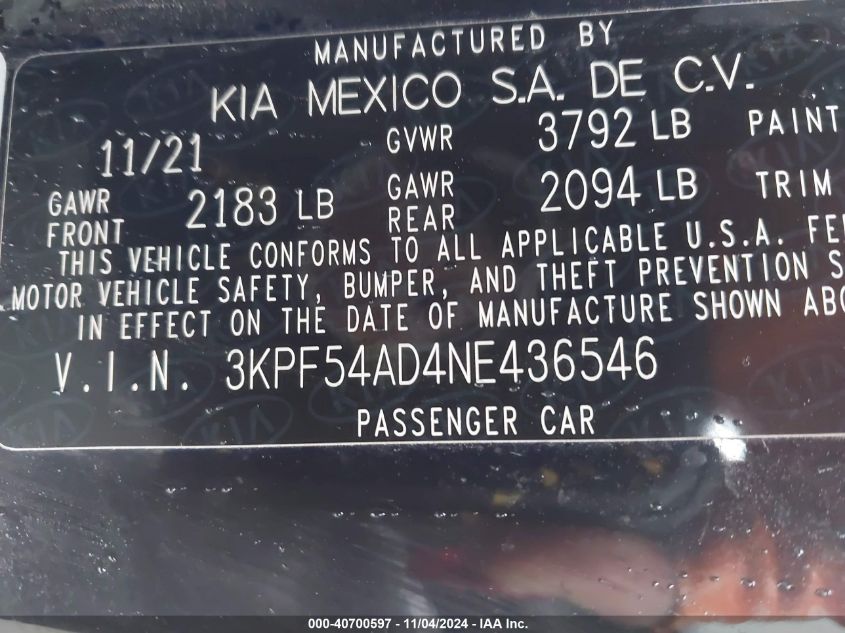 MANUFACTURED BY
KIA MEXICO S.A. DE C.V.
11/21 GVWR 3792 LB PAINT
GAWR FRONT 2183 LB GAWR REAR 2094 LB TRIM
THIS VEHICLE CONFORMS TO ALL APPLICABLE U.S.A.
MOTOR VEHICLE SAFETY, BUMPER, AND THEFT PREVENTION
IN EFFECT ON THE DATE OF MANUFACTURE SHOWN
V.I.N. 3KPF54AD4NE436546
PASSENGER CAR
000-40700597 - 11/04/2024 - IAA Inc.